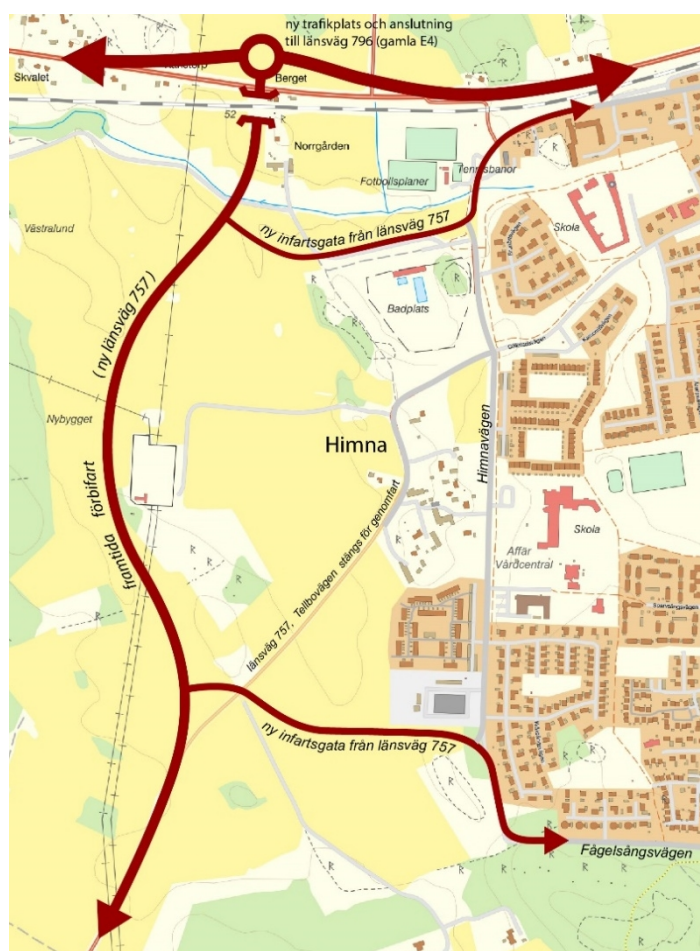 ny trafikplats och anslutning
till länsväg 796 (gamla E4)
Skvalet
Berget
52
Norrgården
Fotbollsplaner
Tennisbanor
ny infartsgata från länsväg 757
Skola
Västralund
Badplats
(ny länsväg 757)
Nybygget
Himna
Himnavägen
framtida förbifart
länsväg 757, Tellbovägen stängs för genomfart
Affär
Vårdcentral
Skola
ny infartsgata från länsväg 757
Fågelsångsvägen
R
R
R
R
R
R
R
R
R
R
R